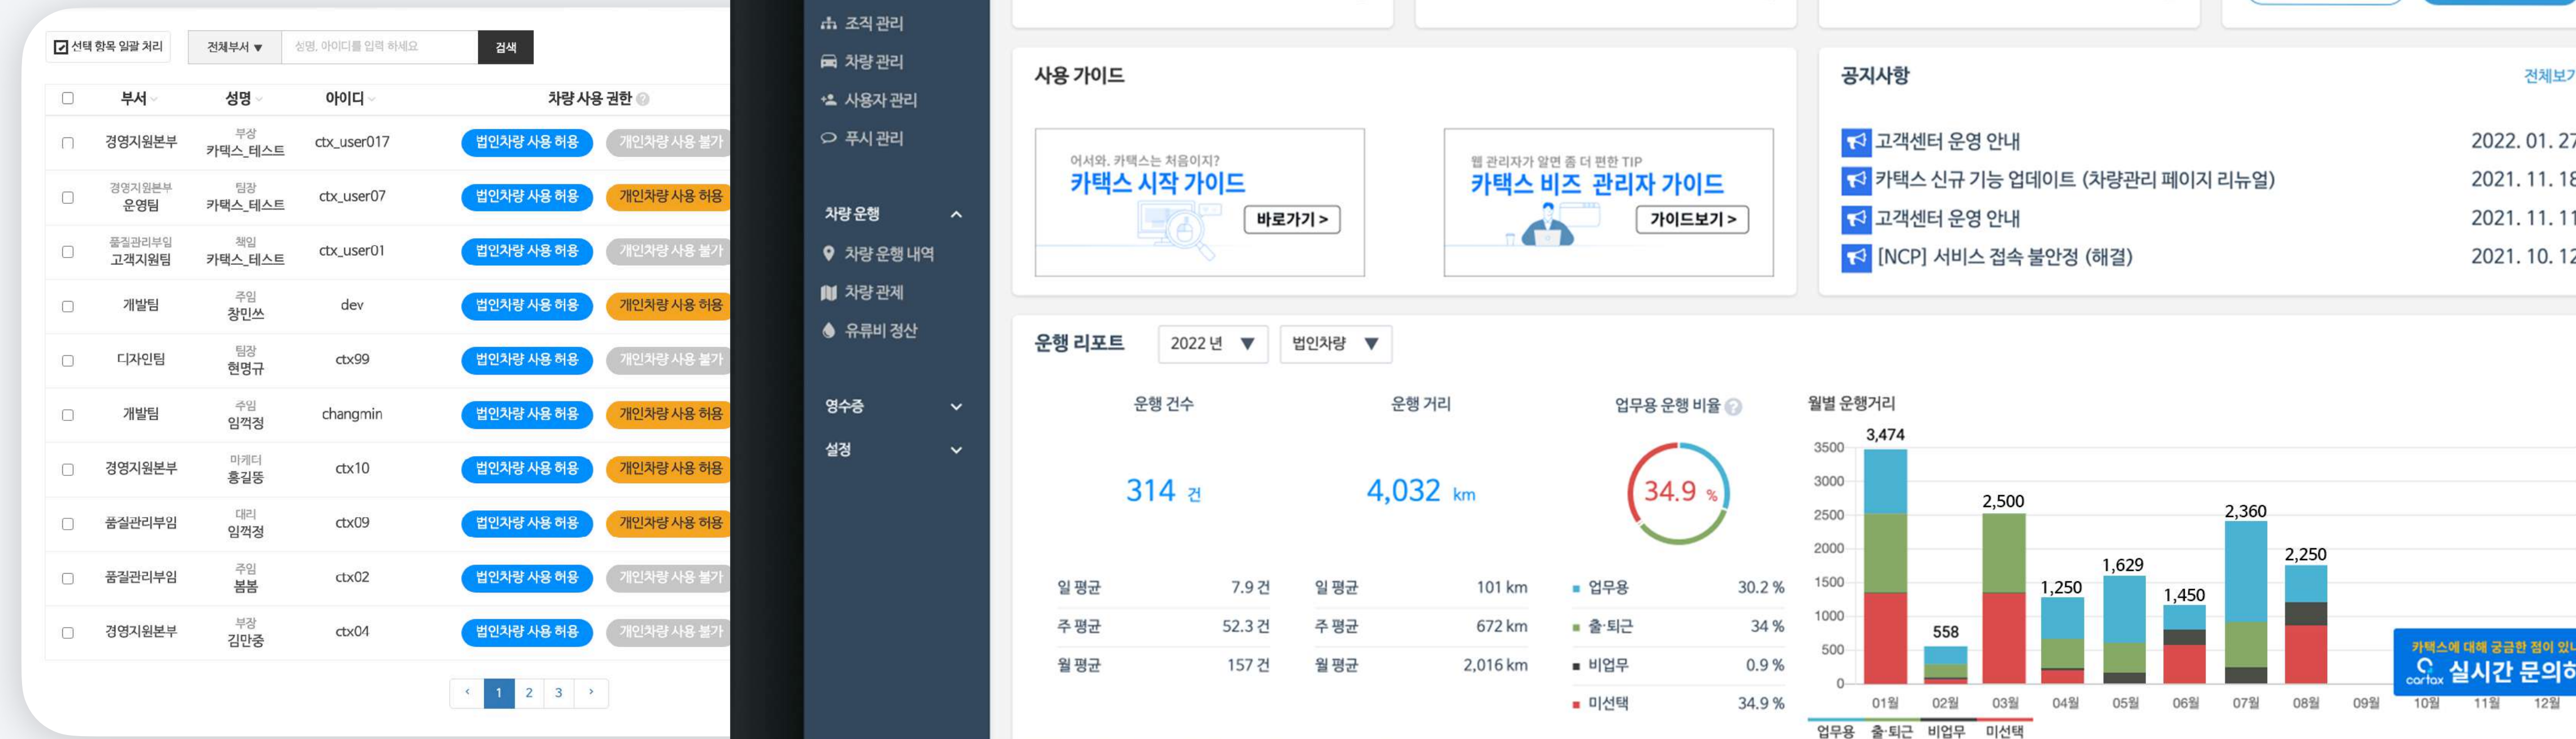 선택 항목 일괄 처리
전체부서 ▼
성명, 아이디를 입력 하세요
검색
부서 성명 아이디 차량 사용 권한
경영지원본부 부장 카택스_테스트 ctx_user017 법인차량 사용 허용 개인차량 사용 불가
경영지원본부 운영팀 팀장 카택스_테스트 ctx_user07 법인차량 사용 허용 개인차량 사용 허용
품질관리부임 고객지원팀 책임 카택스_테스트 ctx_user01 법인차량 사용 허용 개인차량 사용 불가
개발팀 주임 창민쓰 dev 법인차량 사용 허용 개인차량 사용 허용
디자인팀 팀장 현명규 ctx99 법인차량 사용 허용 개인차량 사용 불가
개발팀 주임 임꺽정 changmin 법인차량 사용 허용 개인차량 사용 허용
경영지원본부 마케터 홍길뚱 ctx10 법인차량 사용 허용 개인차량 사용 허용
품질관리부임 대리 임꺽정 ctx09 법인차량 사용 허용 개인차량 사용 허용
품질관리부임 주임 봄봄 ctx02 법인차량 사용 허용 개인차량 사용 불가
경영지원본부 부장 김만중 ctx04 법인차량 사용 허용 개인차량 사용 불가
‹ 1 2 3 ›
조직 관리
차량 관리
사용자 관리
푸시 관리
차량 운행
차량 운행 내역
차량 관제
유류비 정산
영수증
설정
사용 가이드
어서와. 카택스는 처음이지?
카택스 시작 가이드
바로가기 >
웹 관리자가 알면 좀 더 편한 TIP
카택스 비즈 관리자 가이드
가이드보기 >
공지사항
전체보기
고객센터 운영 안내 2022. 01. 27
카택스 신규 기능 업데이트 (차량관리 페이지 리뉴얼) 2021. 11. 18
고객센터 운영 안내 2021. 11. 11
[NCP] 서비스 접속 불안정 (해결) 2021. 10. 12
운행 리포트
2022 년 ▼
법인차량 ▼
운행 건수
314 건
일 평균 7.9 건
주 평균 52.3 건
월 평균 157 건
운행 거리
4,032 km
일 평균 101 km
주 평균 672 km
월 평균 2,016 km
업무용 운행 비율
34.9 %
업무용 30.2 %
출·퇴근 34 %
비업무 0.9 %
미선택 34.9 %
월별 운행거리
3500
3000
2500
2000
1500
1000
500
0
3,474
558
2,500
1,250
1,629
1,450
2,360
2,250
01월 02월 03월 04월 05월 06월 07월 08월 09월 10월 11월 12월
업무용 출·퇴근 비업무 미선택
카택스에 대해 궁금한 점이 있
cartax 실시간 문의하